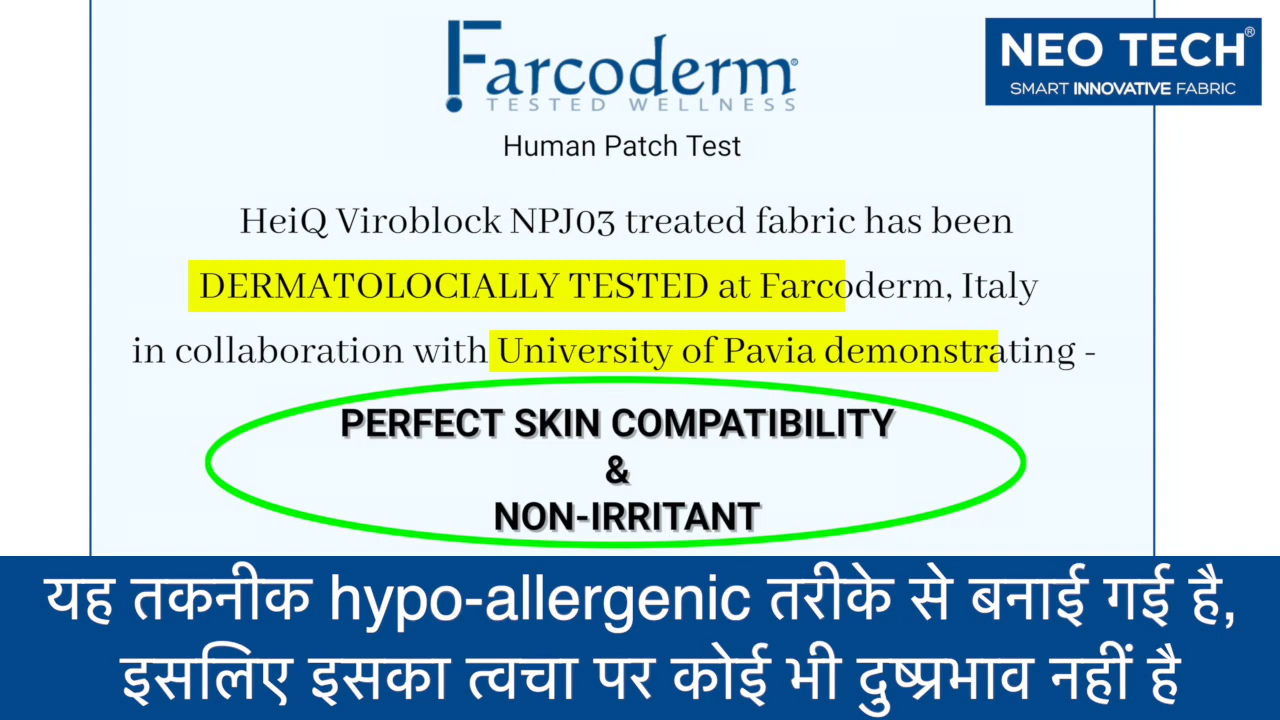 Farcoderm®
TESTED WELLNESS
NEO TECH®
SMART INNOVATIVE FABRIC
Human Patch Test
HeiQ Viroblock NPJ03 treated fabric has been
DERMATOLOCIALLY TESTED at Farcoderm, Italy
in collaboration with University of Pavia demonstrating -
PERFECT SKIN COMPATIBILITY
&
NON-IRRITANT
यह तकनीक hypo-allergenic तरीके से बनाई गई है,
इसलिए इसका त्वचा पर कोई भी दुष्प्रभाव नहीं है